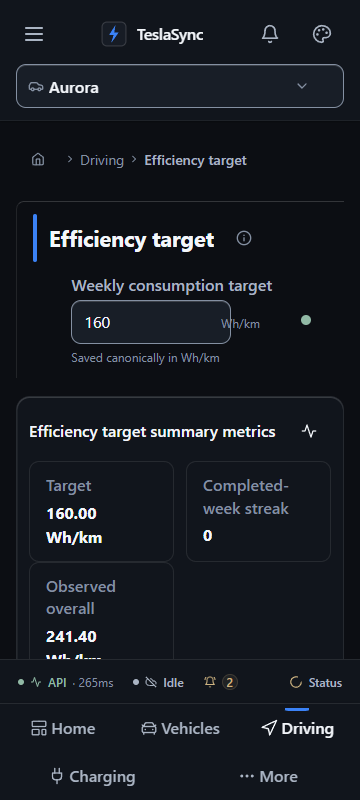 TeslaSync
Aurora
Driving
Efficiency target
Efficiency target
Weekly consumption target
160
Wh/km
Saved canonically in Wh/km
Efficiency target summary metrics
Target
160.00
Wh/km
Completed-
week streak
0
Observed
overall
241.40
Wh/km
API · 265ms
Idle
2
Status
Home
Vehicles
Driving
Charging
More